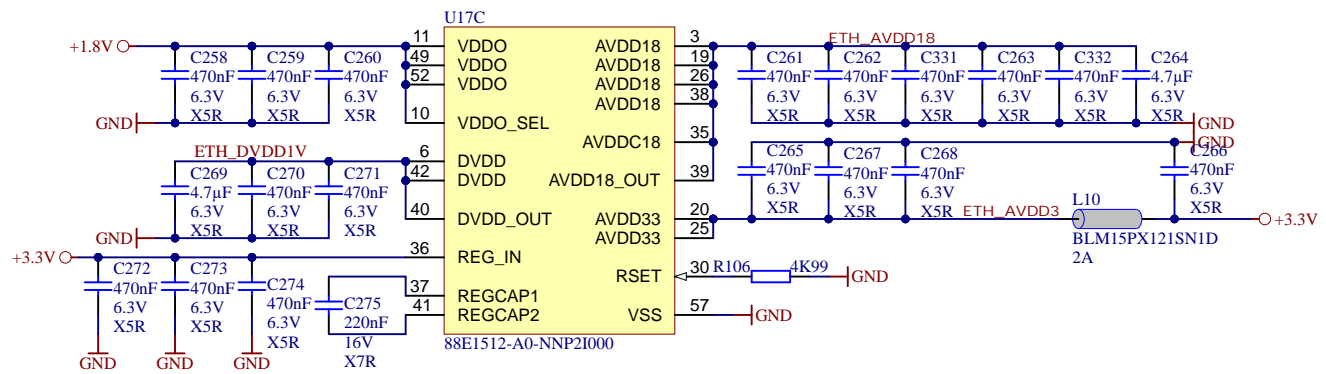 U17C
+1.8V
C258
470nF
6.3V
X5R
C259
470nF
6.3V
X5R
C260
470nF
6.3V
X5R
GND
11
VDDO
49
VDDO
52
VDDO
10
VDDO_SEL
6
DVDD
42
DVDD
40
DVDD_OUT
36
REG_IN
37
REGCAP1
41
REGCAP2
AVDD18
3
AVDD18
19
AVDD18
26
AVDD18
38
AVDDC18
35
AVDD18_OUT
39
AVDD33
20
AVDD33
25
RSET
30
VSS
57
88E1512-A0-NNP2I000
ETH_AVDD18
C261
470nF
6.3V
X5R
C262
470nF
6.3V
X5R
C331
470nF
6.3V
X5R
C263
470nF
6.3V
X5R
C332
470nF
6.3V
X5R
C264
4.7µF
6.3V
X5R
GND
GND
C265
470nF
6.3V
X5R
C267
470nF
6.3V
X5R
C268
470nF
6.3V
X5R
C266
470nF
6.3V
X5R
ETH_AVDD3
L10
BLM15PX121SN1D
2A
+3.3V
R106
4K99
GND
GND
ETH_DVDD1V
C269
4.7µF
6.3V
X5R
C270
470nF
6.3V
X5R
C271
470nF
6.3V
X5R
GND
+3.3V
C272
470nF
6.3V
X5R
C273
470nF
6.3V
X5R
C274
470nF
6.3V
X5R
C275
220nF
16V
X7R
GND
GND
GND